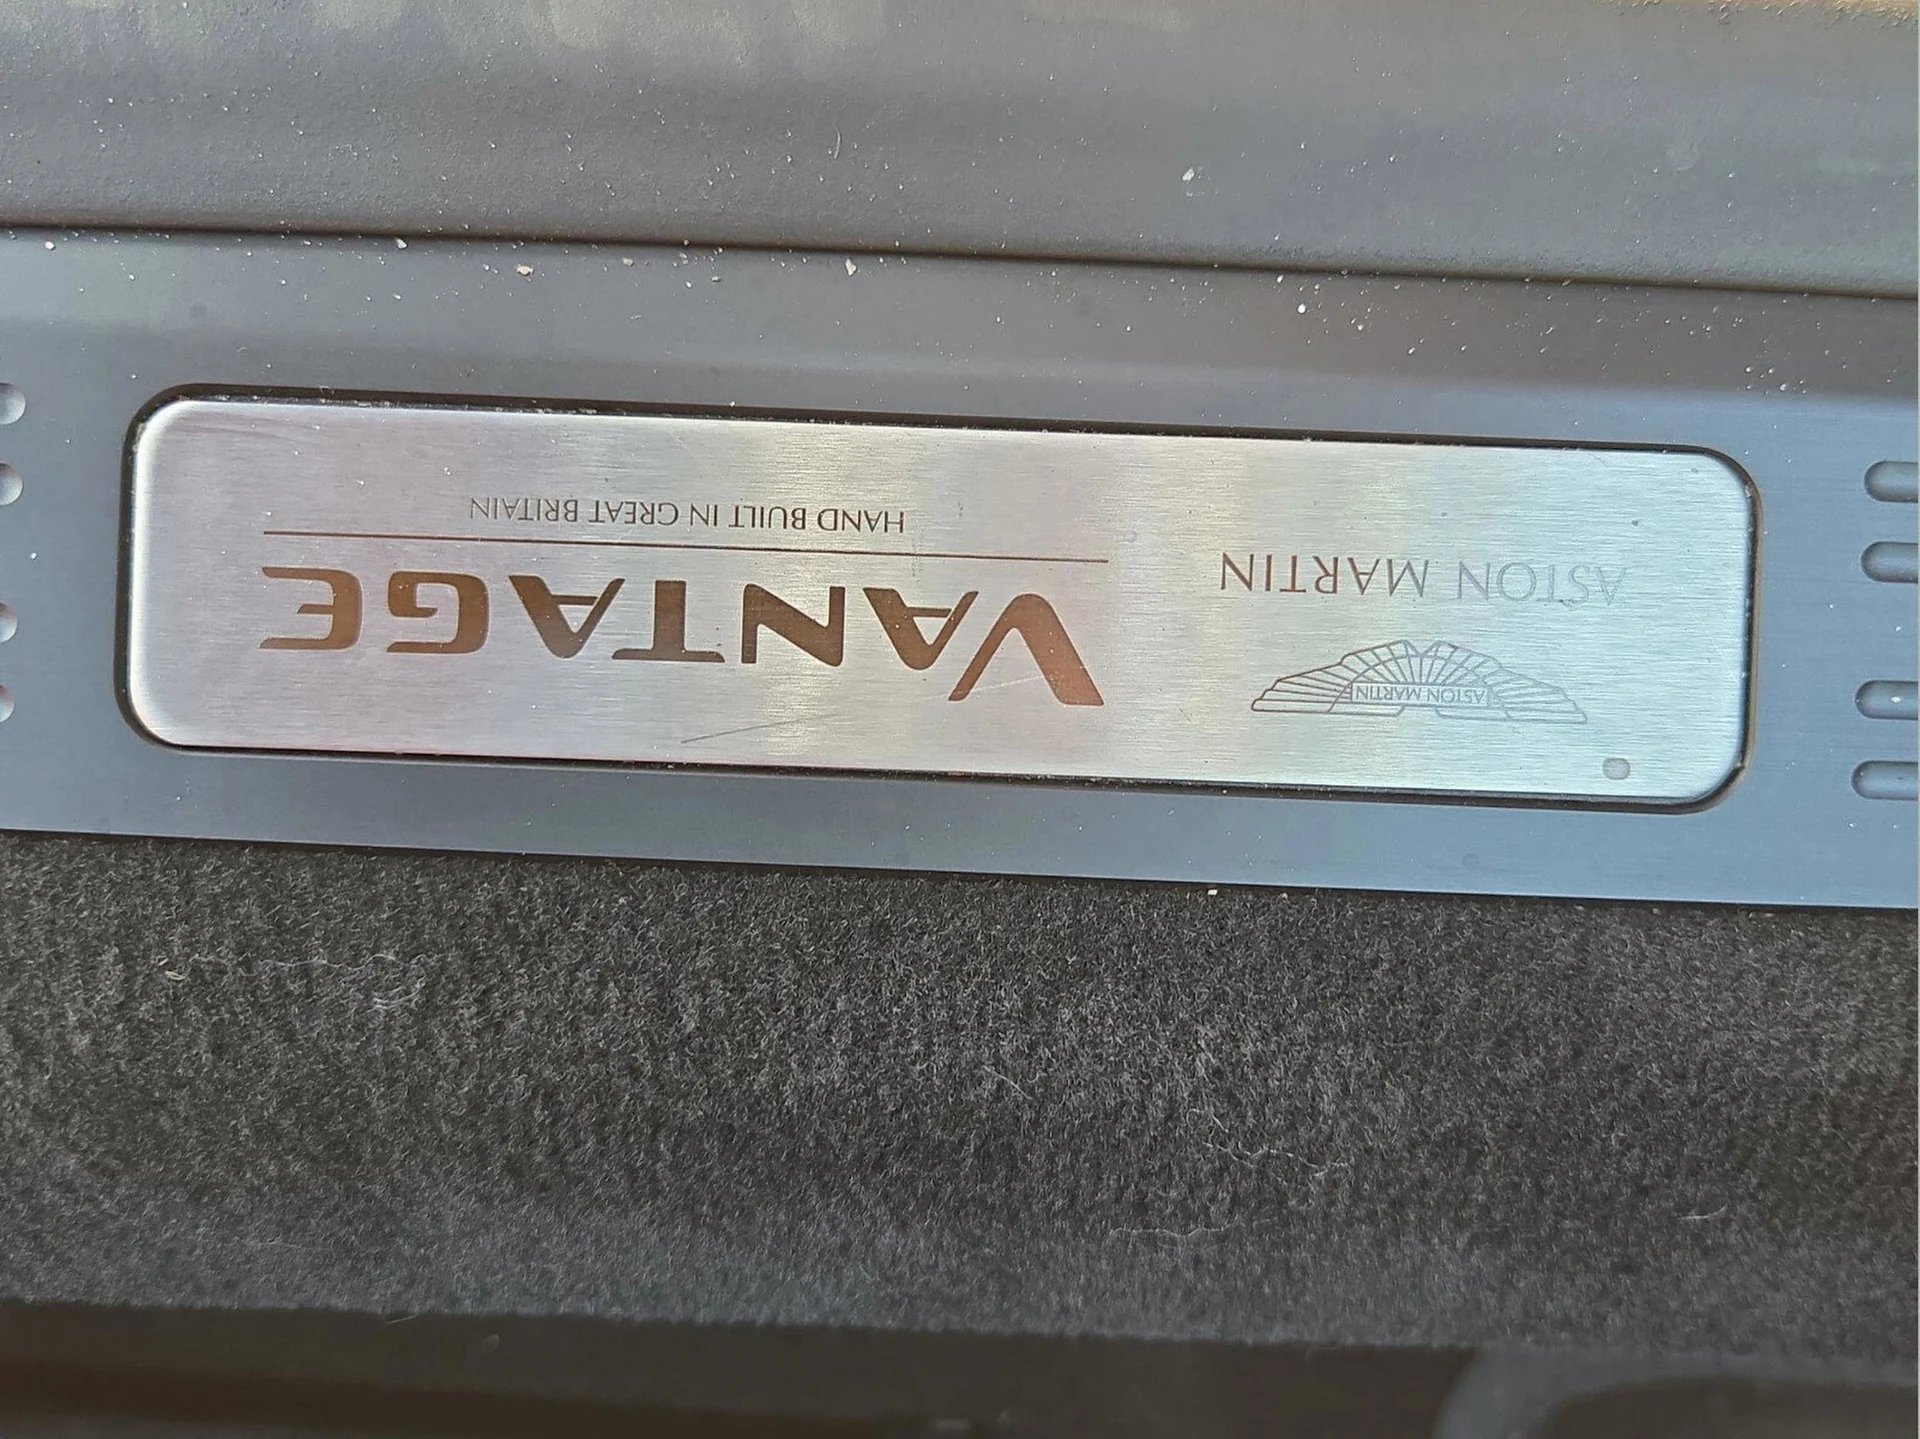 ASTON MARTIN
ASTON MARTIN
VANTAGE
HAND BUILT IN GREAT BRITAIN